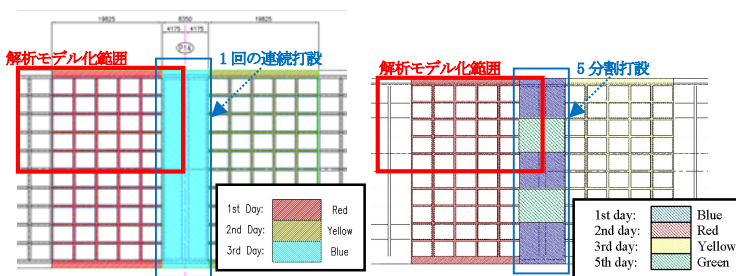 19825
8350
19825
4175
4175
P14
解析モデル化範囲
1回の連続打設
1st Day: Red
2nd Day: Yellow
3rd Day: Blue
解析モデル化範囲
5分割打設
1st day: Blue
2nd day: Red
3rd day: Yellow
5th day: Green